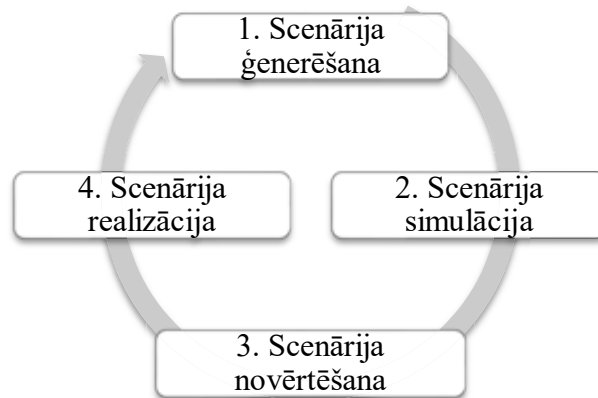 1. Scenārija
ģenerēšana
2. Scenārija
simulācija
3. Scenārija
novērtēšana
4. Scenārija
realizācija